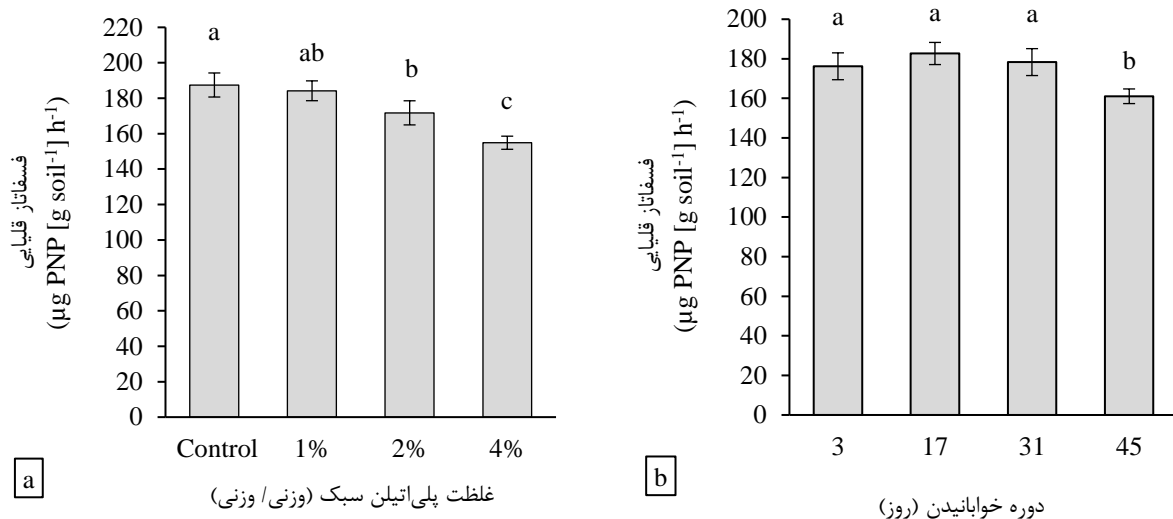 فسفاتاز قلیایی
(µg PNP [g soil⁻¹] h⁻¹)
220
200
180
160
140
120
100
80
60
40
20
0
a
ab
b
c
Control 1% 2% 4%
غلظت پلی‌اتیلن سبک (وزنی/ وزنی)
a
فسفاتاز قلیایی
(µg PNP [g soil⁻¹] h⁻¹)
200
180
160
140
120
100
80
60
40
20
0
a
a
a
b
3 17 31 45
دوره خوابانیدن (روز)
b